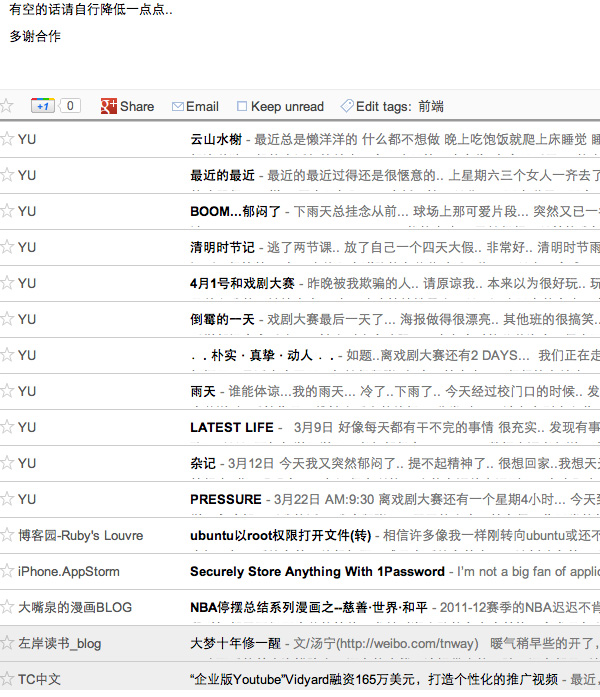 有空的话请自行降低一点点..
多谢合作
+1 0 g+ Share Email Keep unread Edit tags: 前端
YU 云山水榭 - 最近总是懒洋洋的 什么都不想做 晚上吃饱饭就爬上床睡觉 睡
YU 最近的最近 - 最近的最近过得还是很惬意的.. 上星期六三个女人一齐去了
YU BOOM...郁闷了 - 下雨天总挂念从前... 球场上那可爱片段... 突然又已一
YU 清明时节记 - 逃了两节课.. 放了自己一个四天大假.. 非常好.. 清明节雨
YU 4月1号和戏剧大赛 - 昨晚被我欺骗的人.. 请原谅我.. 本来以为很好玩.. 玩
YU 倒霉的一天 - 戏剧大赛最后一天了... 海报做得很漂亮.. 其他班的很搞笑..
YU . . 朴实 · 真挚 · 动人 . . - 如题..离戏剧大赛还有2 DAYS... 我们正在走
YU 雨天 - 谁能体谅...我的雨天... 冷了..下雨了.. 今天经过校门口的时候.. 发
YU LATEST LIFE - 3月9日 好像每天都有干不完的事情 很充实.. 发现有事
YU 杂记 - 3月12日 今天我又突然郁闷了.. 提不起精神了.. 很想回家..我想天
YU PRESSURE - 3月22日 AM:9:30 离戏剧大赛还有一个星期4小时... 今天到
博客园-Ruby's Louvre ubuntu以root权限打开文件(转) - 相信许多像我一样刚转向ubuntu或还不
iPhone.AppStorm Securely Store Anything With 1Password - I'm not a big fan of applic
大嘴泉的漫画BLOG NBA停摆总结系列漫画之--慈善·世界·和平 - 2011-12赛季的NBA迟迟不肯
左岸读书_blog 大梦十年修一醒 - 文/汤宁(http://weibo.com/tnway) 暖气稍早些的开了，
TC中文 “企业版Youtube”Vidyard融资165万美元，打造个性化的推广视频 - 最近，